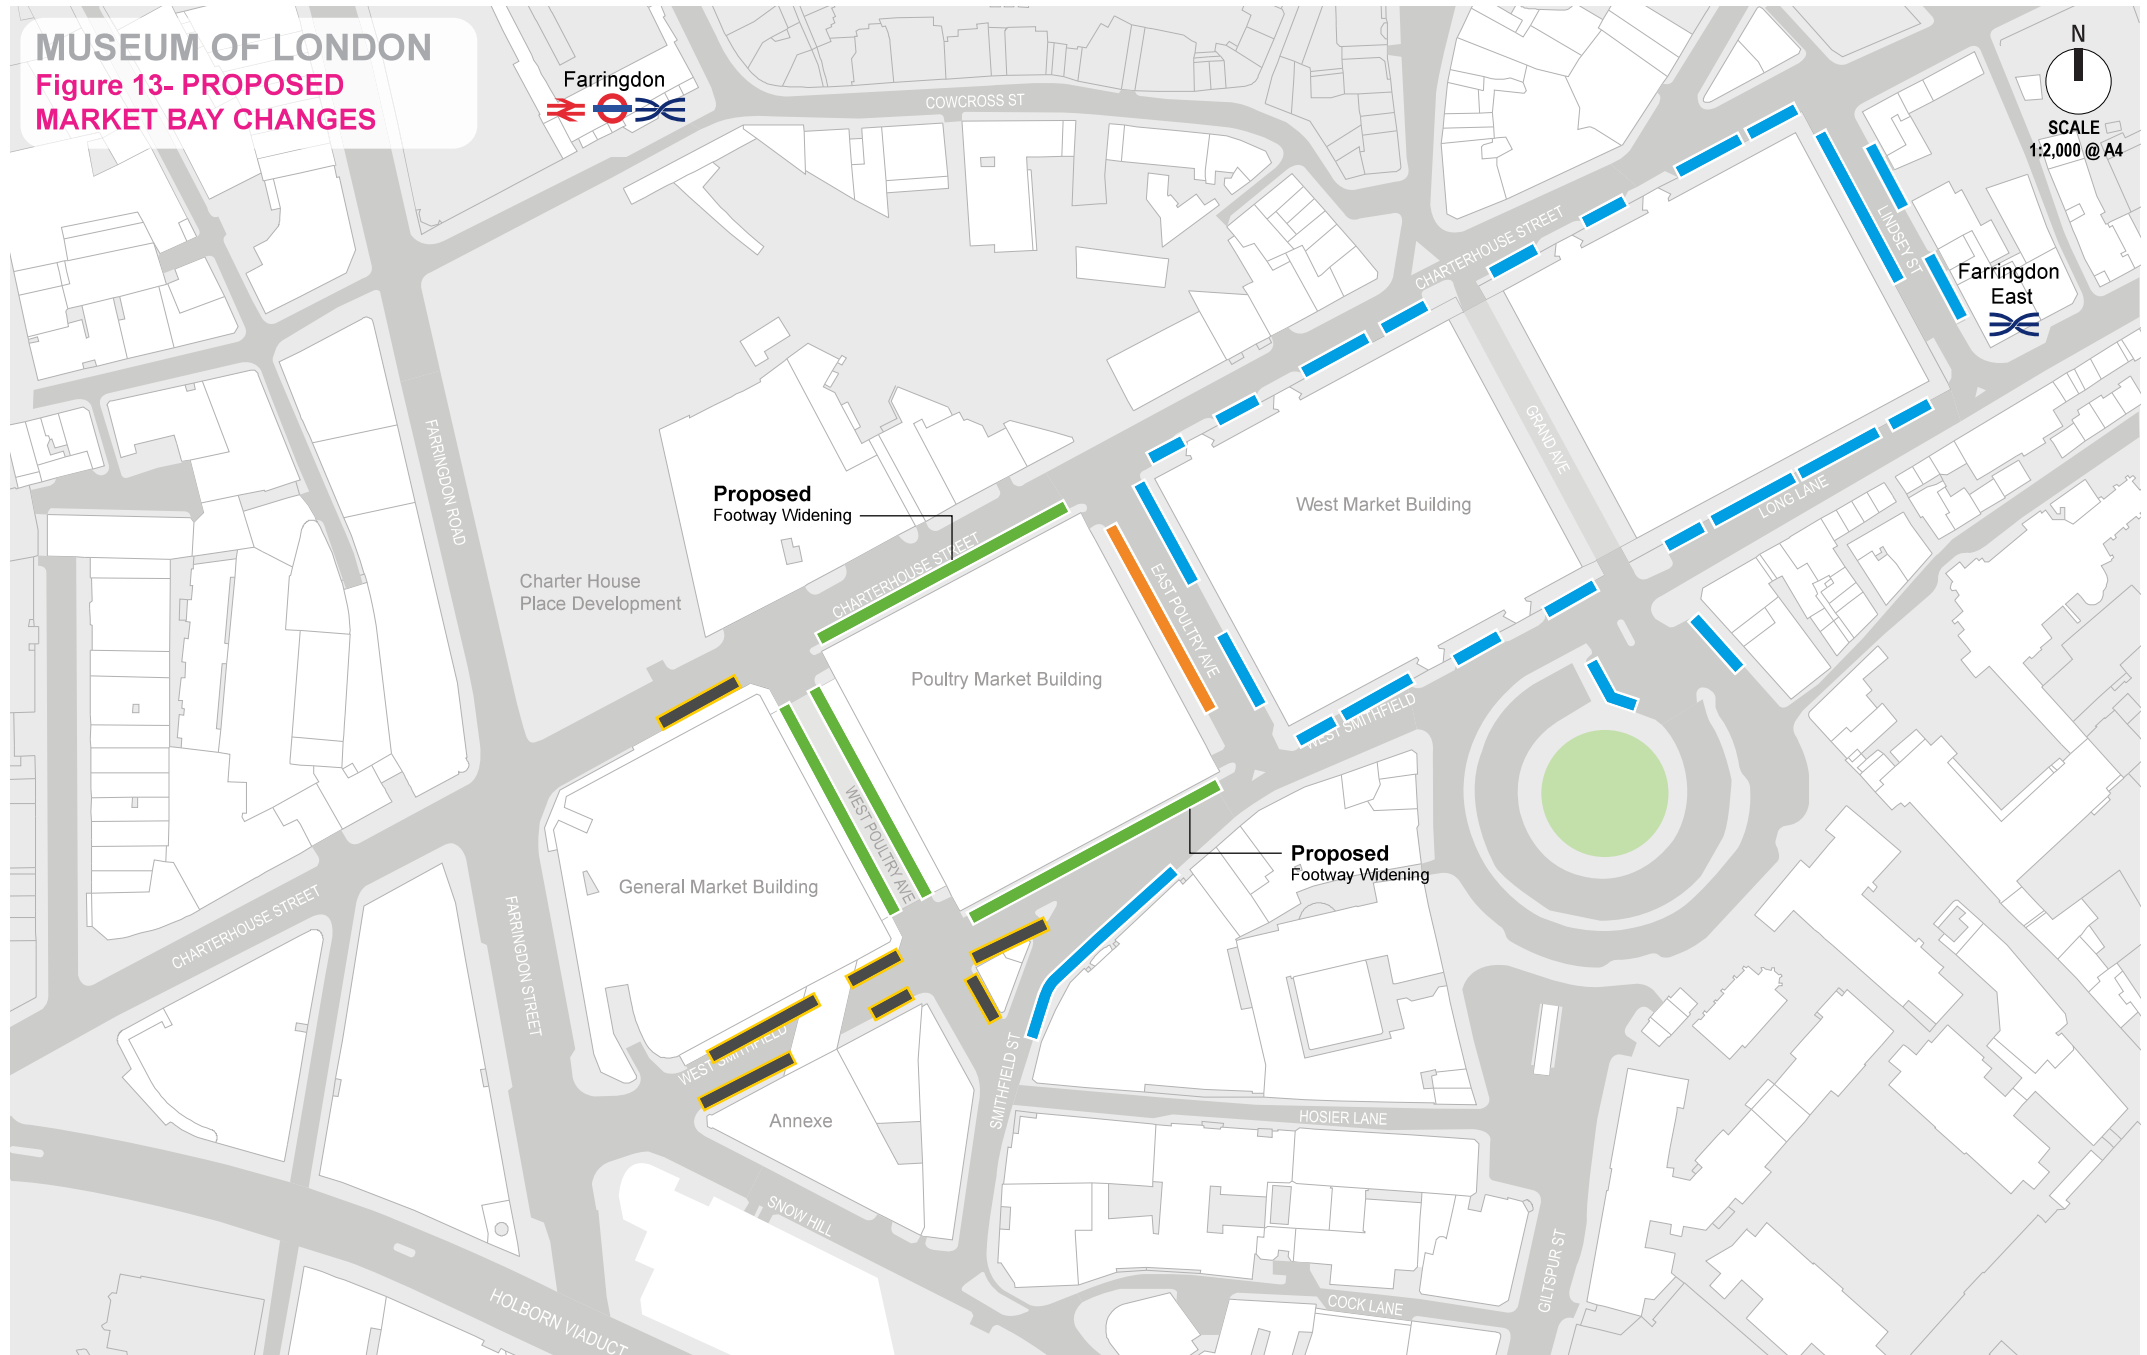 MUSEUM OF LONDON
Figure 13- PROPOSED
MARKET BAY CHANGES
Farringdon
COWCROSS ST
N
SCALE
1:2,000 @ A4
CHARTERHOUSE STREET
LINDSEY ST
Farringdon
East
FARRINGDON ROAD
GRAND AVE
Proposed
Footway Widening
West Market Building
LONG LANE
CHARTERHOUSE STREET
Charter House
Place Development
EAST POULTRY AVE
Poultry Market Building
WEST SMITHFIELD
WEST POULTRY AVE
Proposed
Footway Widening
General Market Building
CHARTERHOUSE STREET
FARRINGDON STREET
WEST SMITHFIELD
SMITHFIELD ST
Annexe
HOSIER LANE
SNOW HILL
GILTSPUR ST
COCK LANE
HOLBORN VIADUCT